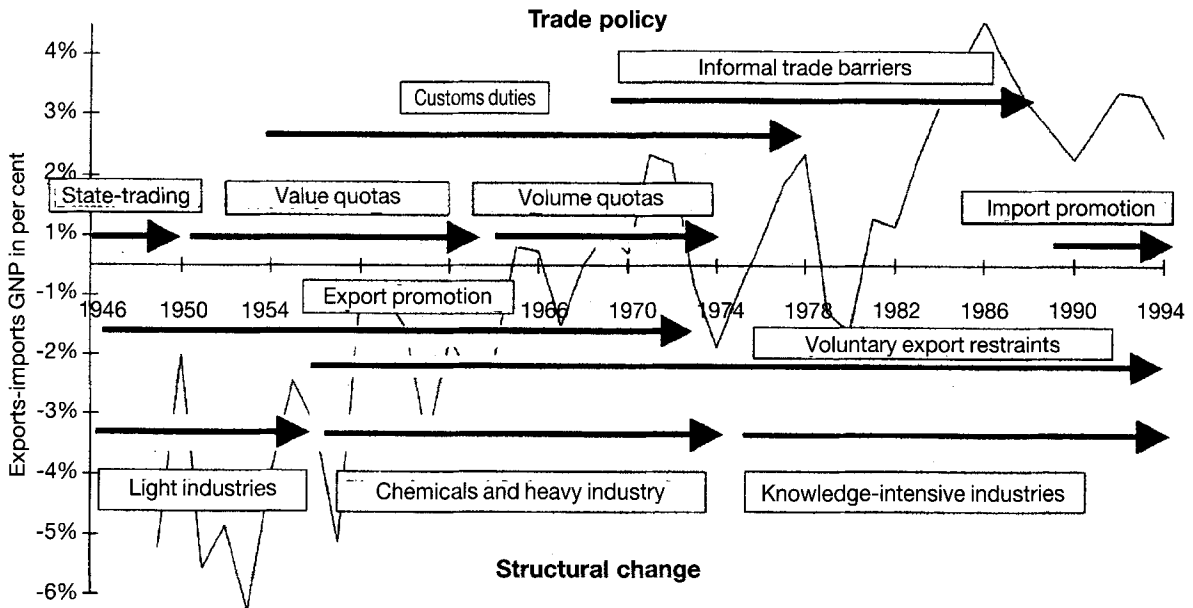 Trade policy
4%
Informal trade barriers
Customs duties
3%
2%
State-trading
Value quotas
Volume quotas
Import promotion
1%
Export promotion
-1%
1946 1950 1954 1966 1970 1974 1978 1982 1986 1990 1994
Voluntary export restraints
-2%
-3%
-4%
Light industries
Chemicals and heavy industry
Knowledge-intensive industries
-5%
Structural change
-6%
Exports-imports GNP in per cent